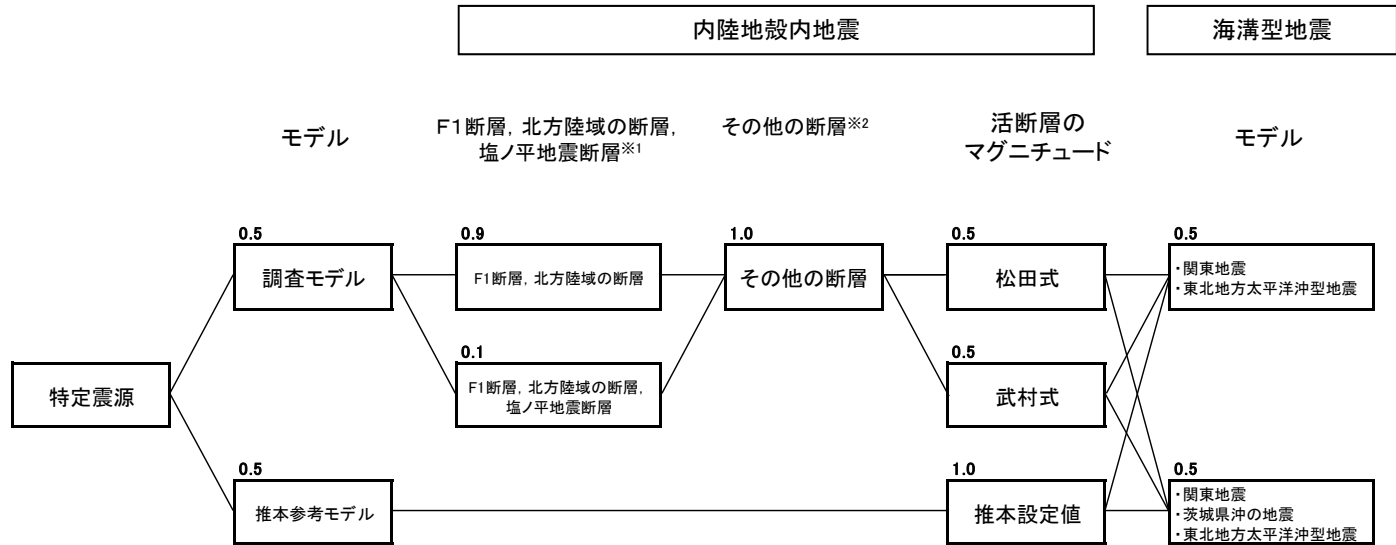 内陸地殻内地震
海溝型地震
モデル
F1断層，北方陸域の断層，
塩ノ平地震断層※1
その他の断層※2
活断層の
マグニチュード
モデル
0.5
調査モデル
0.9
F1断層，北方陸域の断層
1.0
その他の断層
0.5
松田式
0.5
・関東地震
・東北地方太平洋沖型地震
特定震源
0.1
F1断層，北方陸域の断層，
塩ノ平地震断層
0.5
武村式
0.5
推本参考モデル
1.0
推本設定値
0.5
・関東地震
・茨城県沖の地震
・東北地方太平洋沖型地震